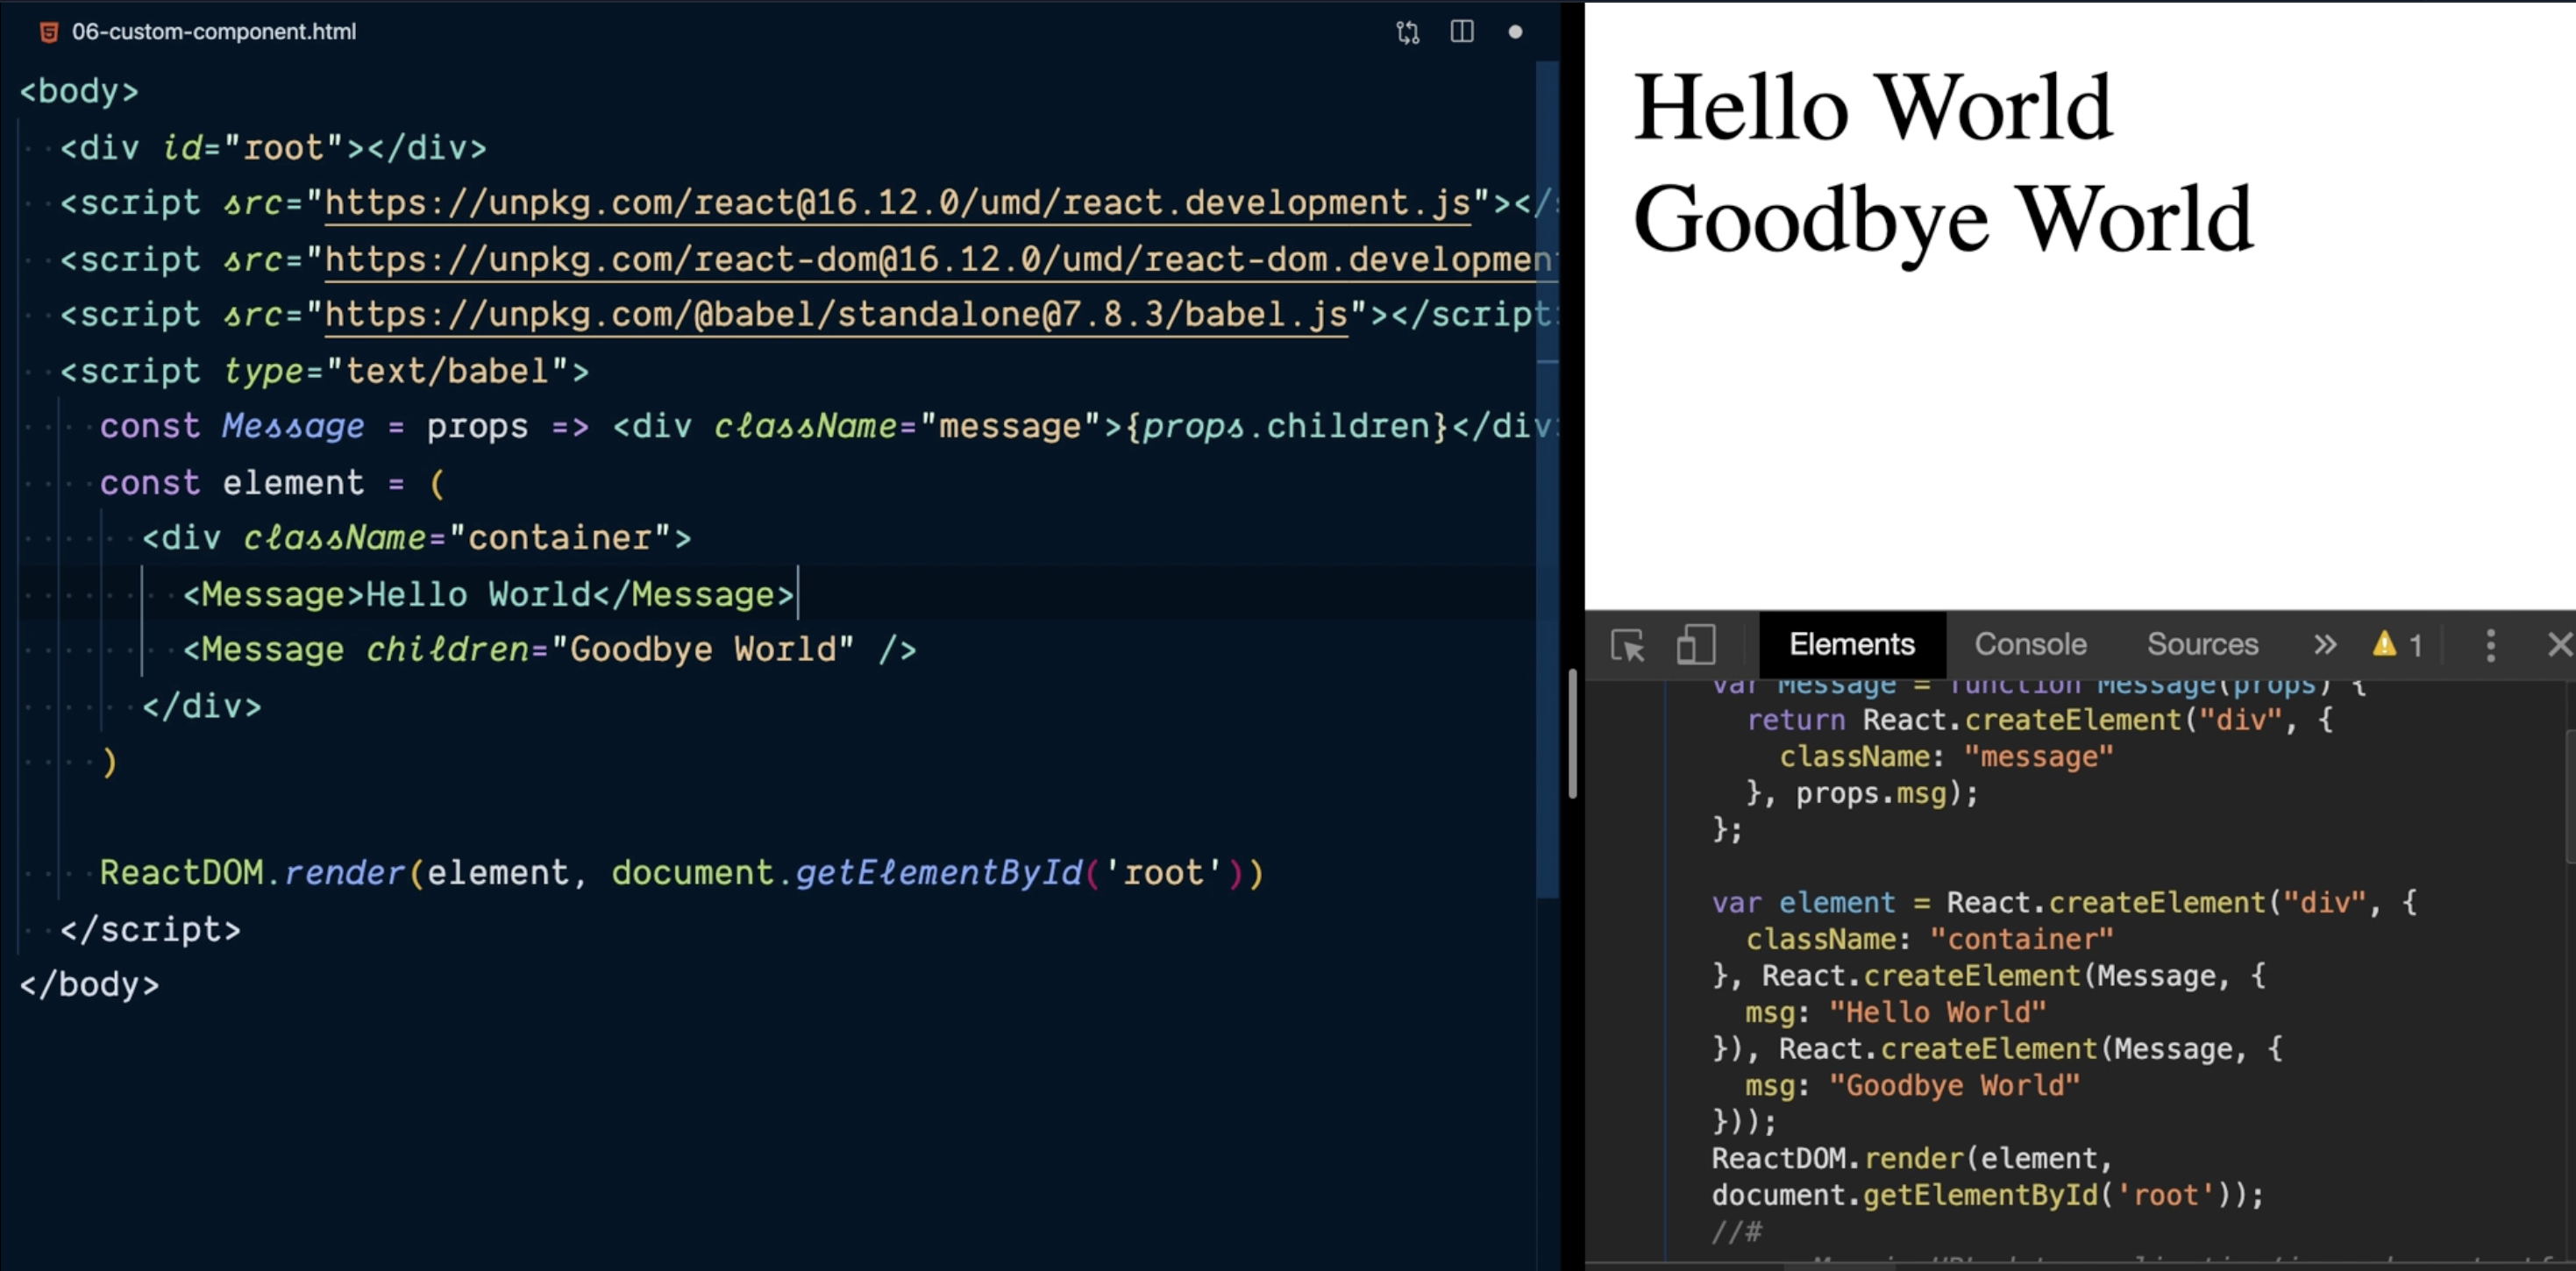 06-custom-component.html
<body>
<div id="root"></div>
<script src="https://unpkg.com/react@16.12.0/umd/react.development.js"></
<script src="https://unpkg.com/react-dom@16.12.0/umd/react-dom.developmen
<script src="https://unpkg.com/@babel/standalone@7.8.3/babel.js"></script
<script type="text/babel">
const Message = props => <div className="message">{props.children}</div
const element = (
<div className="container">
<Message>Hello World</Message>
<Message children="Goodbye World" />
</div>
)
ReactDOM.render(element, document.getElementById('root'))
</script>
</body>
Hello World
Goodbye World
Elements Console Sources » 1
var Message = function Message(props) {
return React.createElement("div", {
className: "message"
}, props.msg);
};
var element = React.createElement("div", {
className: "container"
}, React.createElement(Message, {
msg: "Hello World"
}), React.createElement(Message, {
msg: "Goodbye World"
}));
ReactDOM.render(element,
document.getElementById('root'));
//#